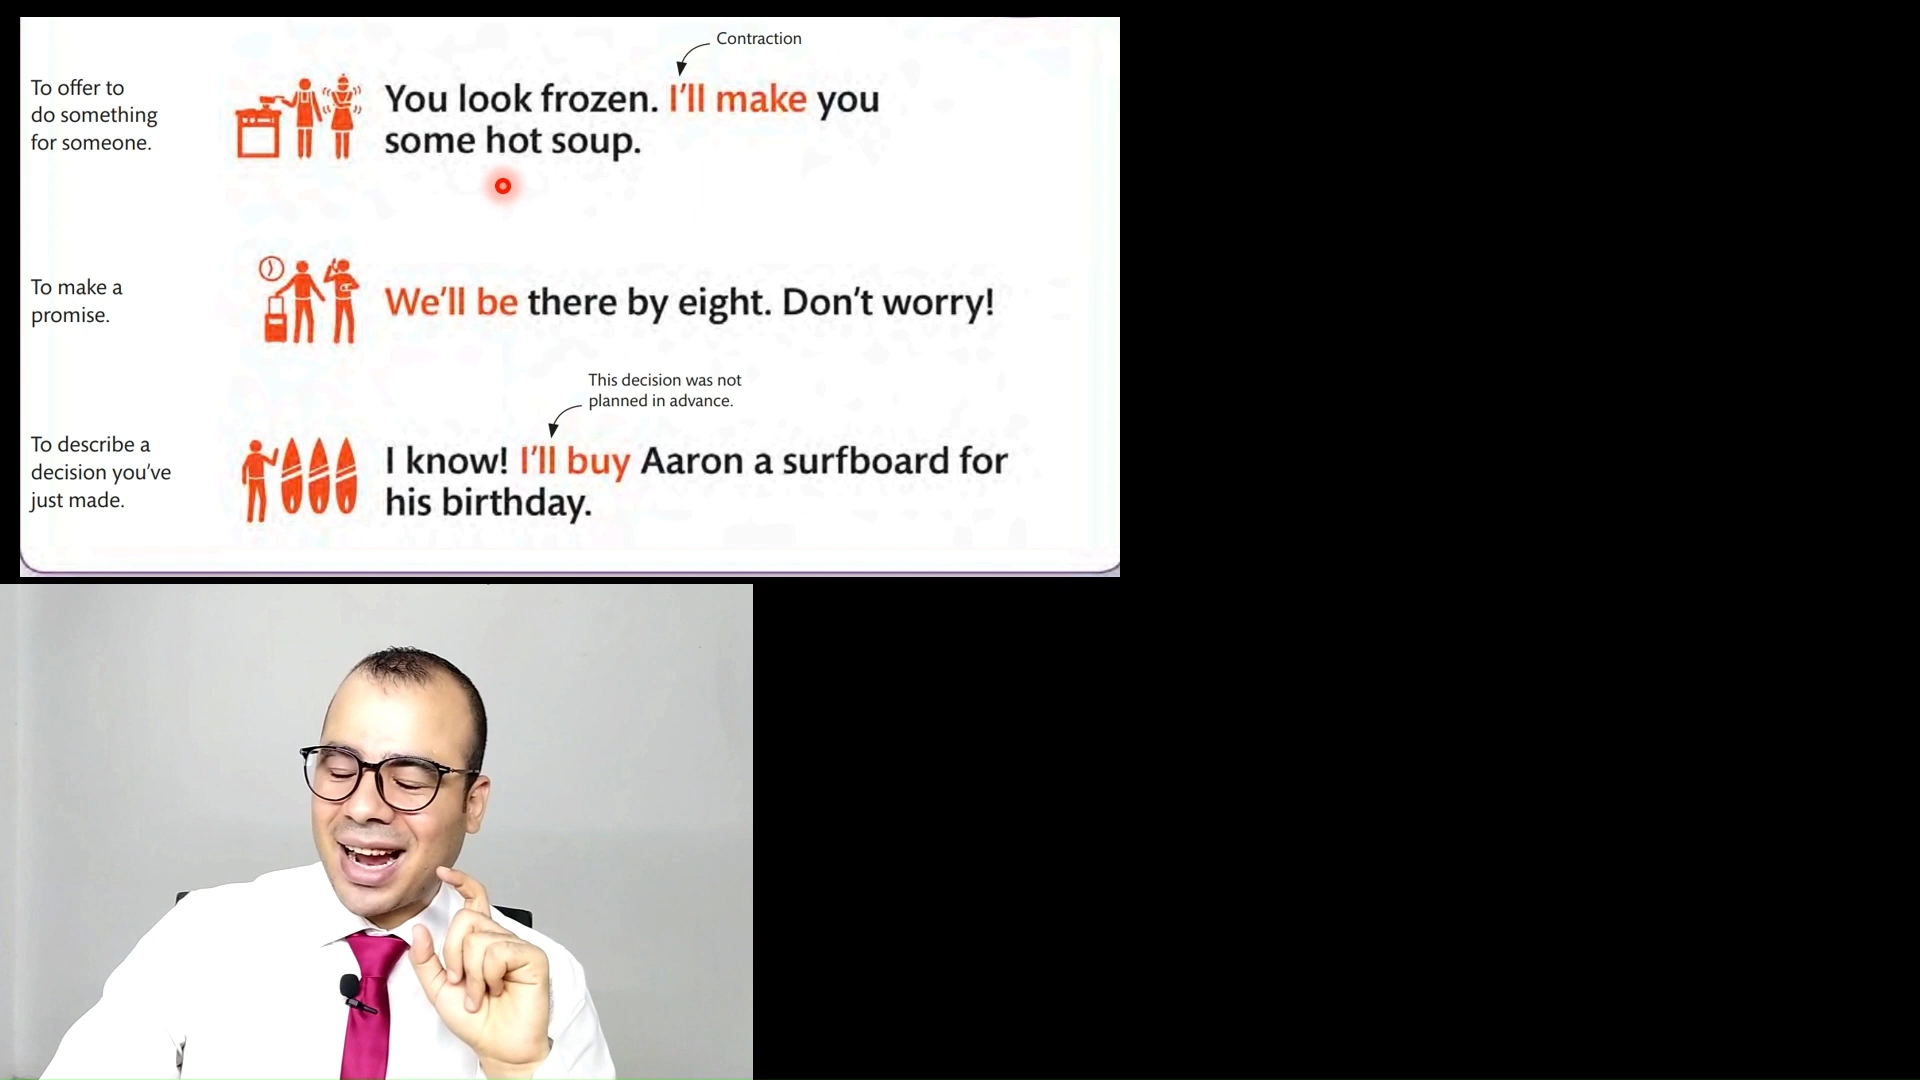 Contraction
To offer to
do something
for someone.
You look frozen. I'll make you
some hot soup.
To make a
promise.
We'll be there by eight. Don't worry!
This decision was not
planned in advance.
To describe a
decision you've
just made.
I know! I'll buy Aaron a surfboard for
his birthday.